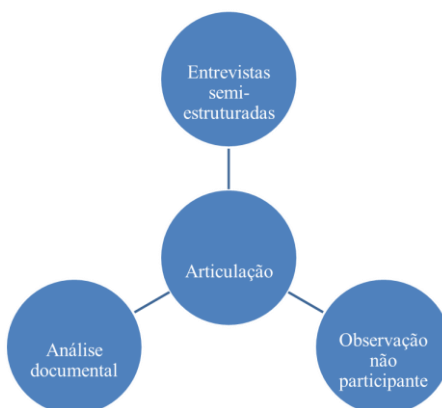 Entrevistas
semi-
estruturadas
Articulação
Análise
documental
Observação
não
participante